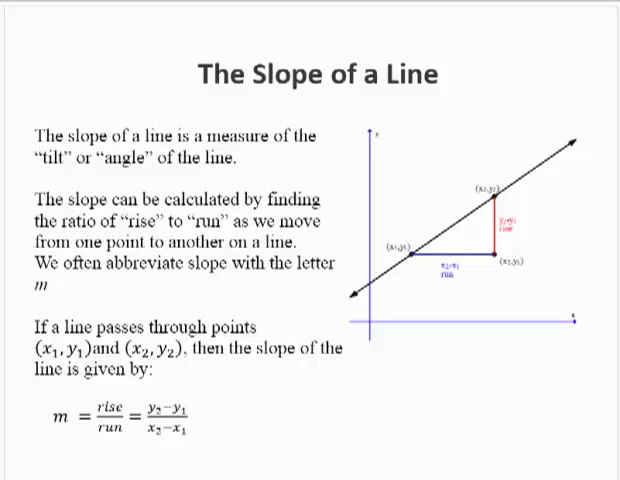 The Slope of a Line
The slope of a line is a measure of the
“tilt” or “angle” of the line.
The slope can be calculated by finding
the ratio of “rise” to “run” as we move
from one point to another on a line.
We often abbreviate slope with the letter
m
If a line passes through points
(x₁, y₁)and (x₂, y₂), then the slope of the
line is given by:
m = rise/run = y₂−y₁/x₂−x₁
y
(x₂,y₂)
y₂-y₁
rise
(x₁,y₁)
(x₂,y₁)
x₂-x₁
run
x